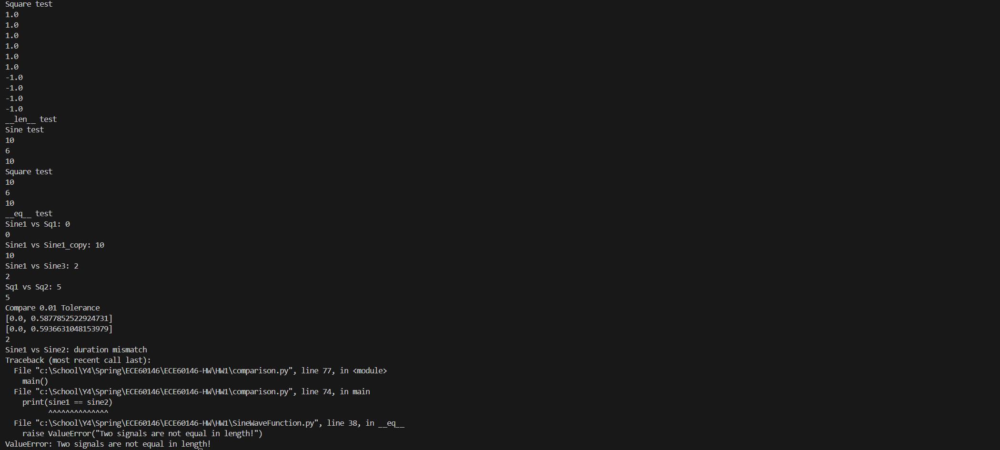 Square test
1.0
1.0
1.0
1.0
1.0
1.0
-1.0
-1.0
-1.0
-1.0
__len__ test
Sine test
10
6
10
Square test
10
6
10
__eq__ test
Sine1 vs Sq1: 0
0
Sine1 vs Sine1_copy: 10
10
Sine1 vs Sine3: 2
2
Sq1 vs Sq2: 5
5
Compare 0.01 Tolerance
[0.0, 0.5877852522924731]
[0.0, 0.5936631048153979]
2
Sine1 vs Sine2: duration mismatch
Traceback (most recent call last):
  File "c:\School\Y4\Spring\ECE60146\ECE60146-HW\HW1\comparison.py", line 77, in <module>
    main()
  File "c:\School\Y4\Spring\ECE60146\ECE60146-HW\HW1\comparison.py", line 74, in main
    print(sine1 == sine2)
          ^^^^^^^^^^^^^^
  File "c:\School\Y4\Spring\ECE60146\ECE60146-HW\HW1\SineWaveFunction.py", line 38, in __eq__
    raise ValueError("Two signals are not equal in length!")
ValueError: Two signals are not equal in length!